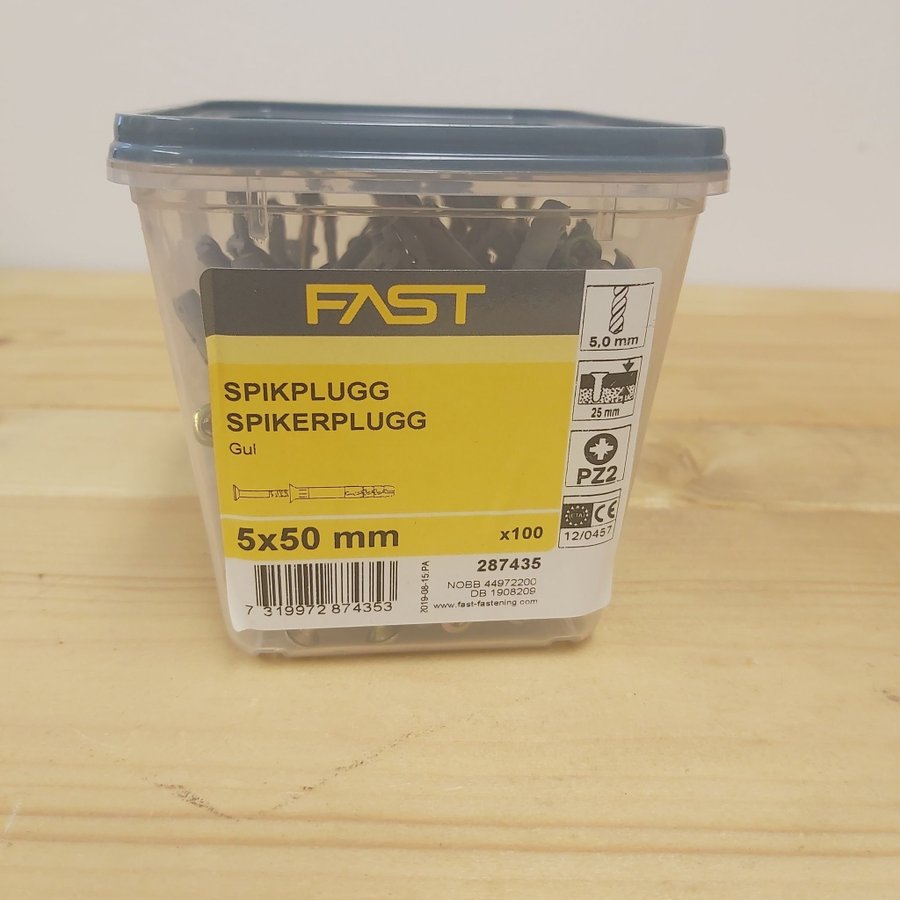 FAST
SPIKPLUGG
SPIKERPLUGG
Gul
5x50 mm
x100
5,0 mm
25 mm
PZ2
ETA CE
12/0457
287435
NOBB 44972200
DB 1908209
www.fast-fastening.com
2019-08-15.PA
7 319972 874353